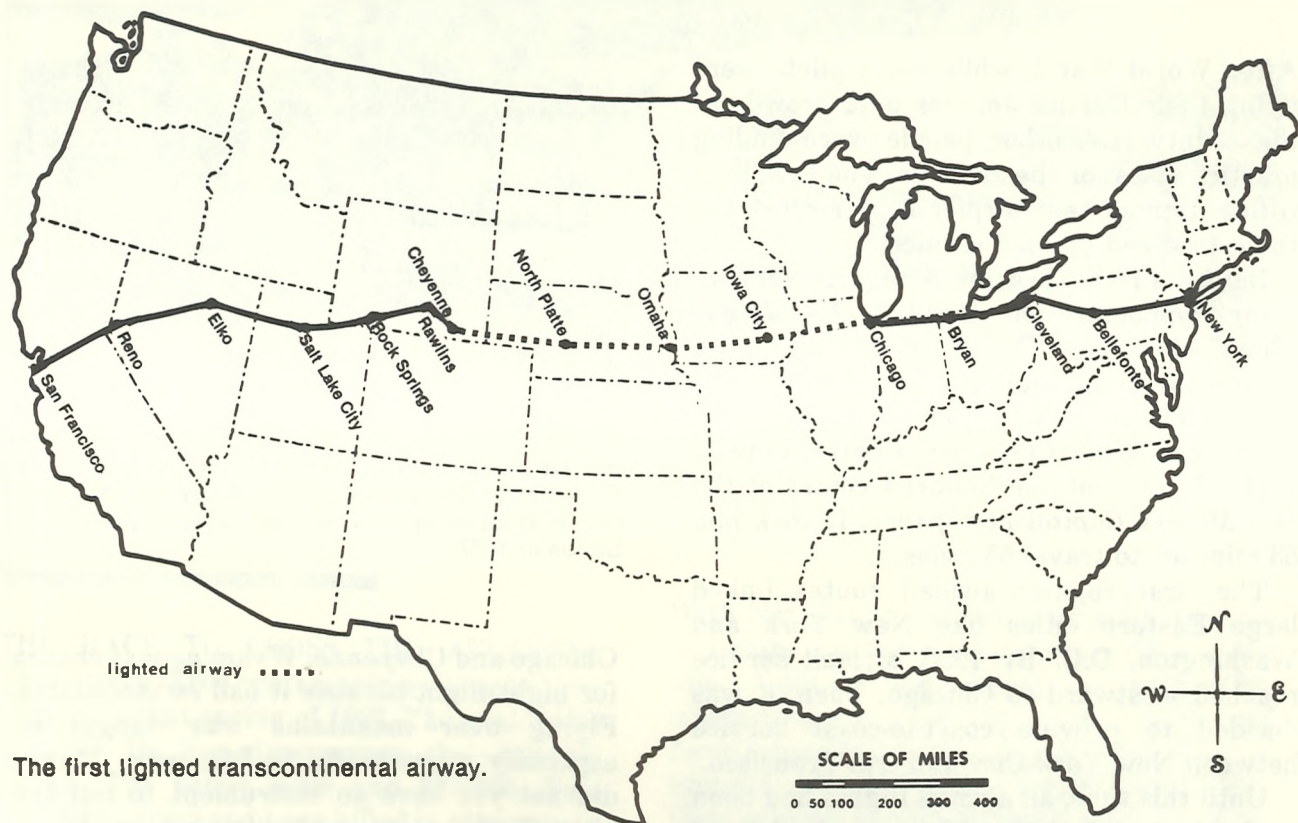 Cheyenne
North Platte
Omaha
Iowa City
Reno
Elko
Salt Lake City
Rock Springs
Rawlins
Chicago
Bryan
Cleveland
Bellefonte
New York
San Francisco
lighted airway
N
W
E
S
The first lighted transcontinental airway.
SCALE OF MILES
0 50 100 200 300 400